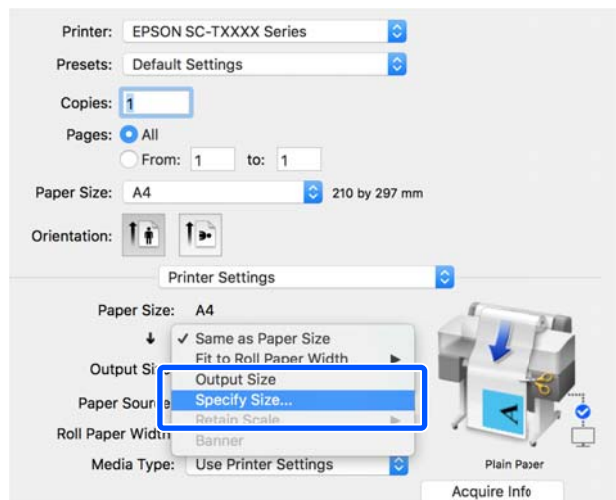 Printer: EPSON SC-TXXXX Series
Presets: Default Settings
Copies: 1
Pages: All
From: 1 to: 1
Paper Size: A4 210 by 297 mm
Orientation:
Printer Settings
Paper Size: A4
✓ Same as Paper Size
Fit to Roll Paper Width
Output Size
Output Size
Paper Source
Specify Size...
Retain Scale
Roll Paper Width
Banner
Media Type: Use Printer Settings
Plain Paper
Acquire Info